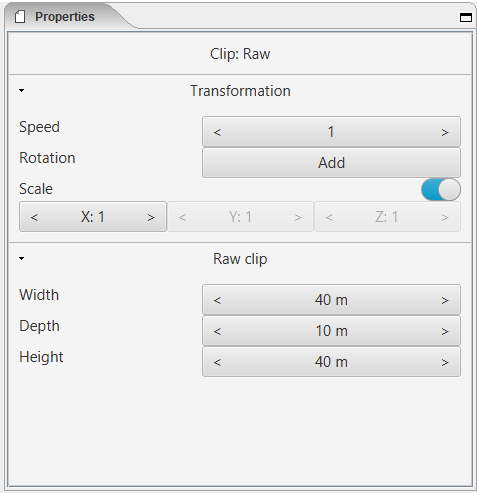 Properties
Clip: Raw
Transformation
Speed < 1 >
Rotation Add
Scale
< X: 1 > < Y: 1 > < Z: 1 >
Raw clip
Width < 40 m >
Depth < 10 m >
Height < 40 m >